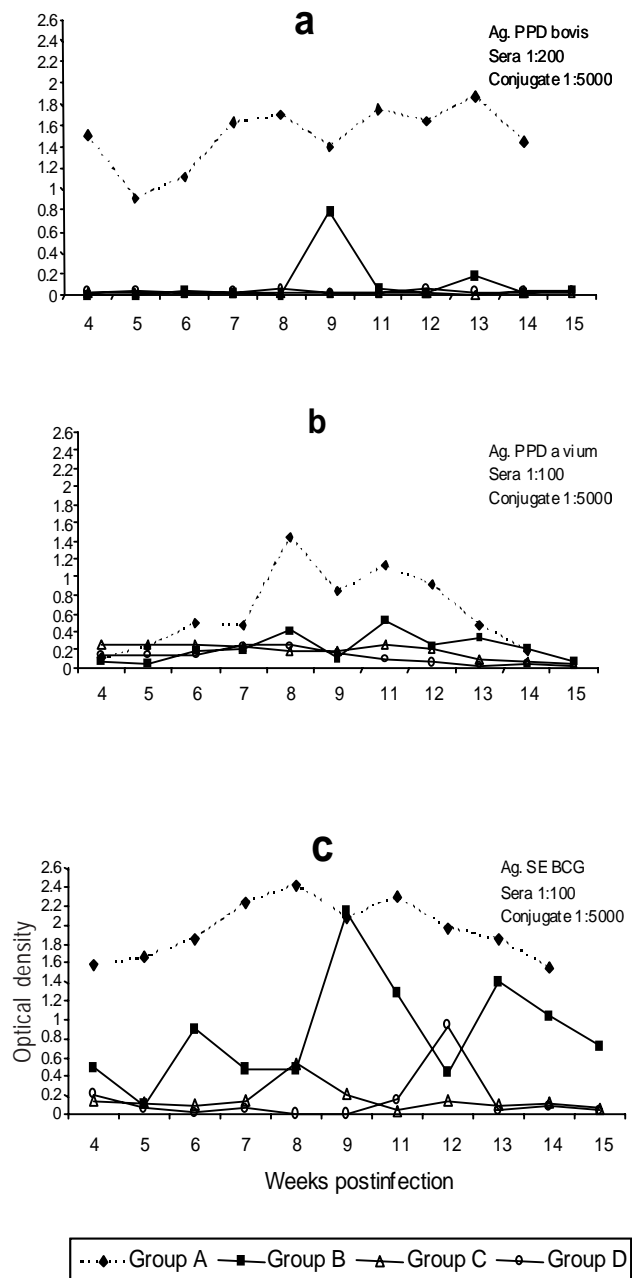 a
Ag. PPD bovis
Sera 1:200
Conjugate 1:5000
2.6
2.4
2.2
2
1.8
1.6
1.4
1.2
1
0.8
0.6
0.4
0.2
0
4 5 6 7 8 9 11 12 13 14 15
b
Ag. PPD avium
Sera 1:100
Conjugate 1:5000
2.6
2.4
2.2
2
1.8
1.6
1.4
1.2
1
0.8
0.6
0.4
0.2
0
4 5 6 7 8 9 11 12 13 14 15
c
Ag. SE BCG
Sera 1:100
Conjugate 1:5000
Optical density
2.6
2.4
2.2
2
1.8
1.6
1.4
1.2
1
0.8
0.6
0.4
0.2
0
4 5 6 7 8 9 11 12 13 14 15
Weeks postinfection
Group A Group B Group C Group D